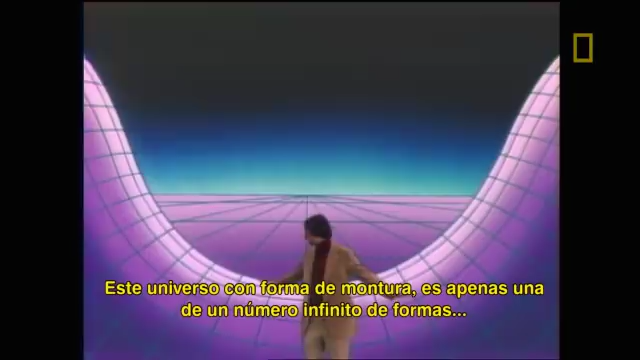 Este universo con forma de montura, es apenas una
de un número infinito de formas...